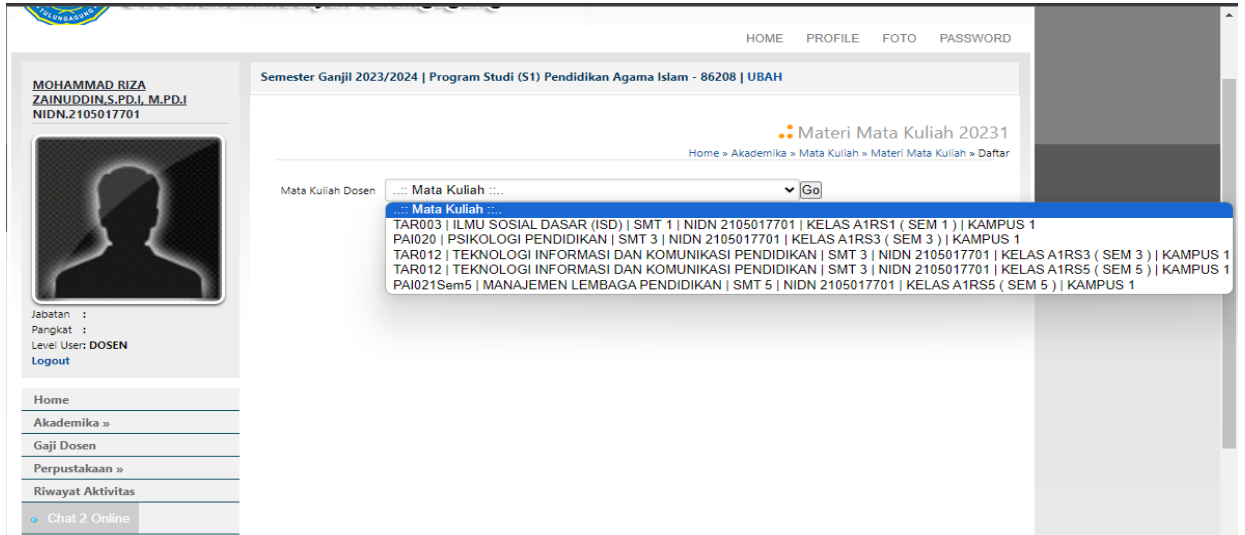 TULUNGAGUNG
HOME PROFILE FOTO PASSWORD
MOHAMMAD RIZA
ZAINUDDIN,S.PD.I, M.PD.I
NIDN.2105017701
Semester Ganjil 2023/2024 | Program Studi (S1) Pendidikan Agama Islam - 86208 | UBAH
Materi Mata Kuliah 20231
Home » Akademika » Mata Kuliah » Materi Mata Kuliah » Daftar
Mata Kuliah Dosen ..:: Mata Kuliah ::.. Go
..:: Mata Kuliah ::..
TAR003 | ILMU SOSIAL DASAR (ISD) | SMT 1 | NIDN 2105017701 | KELAS A1RS1 ( SEM 1 ) | KAMPUS 1
PAI020 | PSIKOLOGI PENDIDIKAN | SMT 3 | NIDN 2105017701 | KELAS A1RS3 ( SEM 3 ) | KAMPUS 1
TAR012 | TEKNOLOGI INFORMASI DAN KOMUNIKASI PENDIDIKAN | SMT 3 | NIDN 2105017701 | KELAS A1RS3 ( SEM 3 ) | KAMPUS 1
TAR012 | TEKNOLOGI INFORMASI DAN KOMUNIKASI PENDIDIKAN | SMT 3 | NIDN 2105017701 | KELAS A1RS5 ( SEM 5 ) | KAMPUS 1
PAI021Sem5 | MANAJEMEN LEMBAGA PENDIDIKAN | SMT 5 | NIDN 2105017701 | KELAS A1RS5 ( SEM 5 ) | KAMPUS 1
Jabatan :
Pangkat :
Level User: DOSEN
Logout
Home
Akademika »
Gaji Dosen
Perpustakaan »
Riwayat Aktivitas
Chat 2 Online